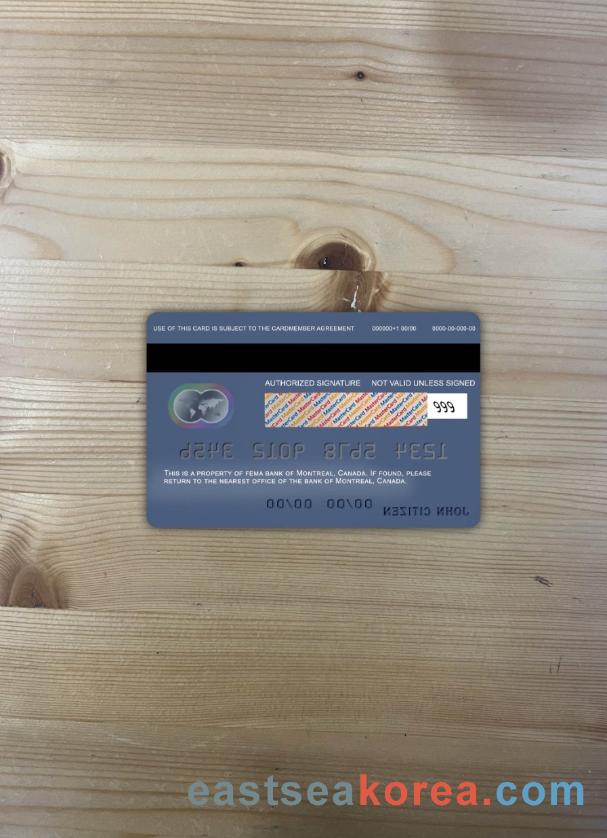 USE OF THIS CARD IS SUBJECT TO THE CARDMEMBER AGREEMENT 000000+1 00/00 0000-00-000-00
AUTHORIZED SIGNATURE NOT VALID UNLESS SIGNED
MasterCard MasterCard MasterCard
999
1234 5678 9012 3456
THIS IS A PROPERTY OF FEMA BANK OF MONTREAL, CANADA. IF FOUND, PLEASE
RETURN TO THE NEAREST OFFICE OF THE BANK OF MONTREAL, CANADA.
00/00 00/00 JOHN CITIZEN
eastseakorea.com